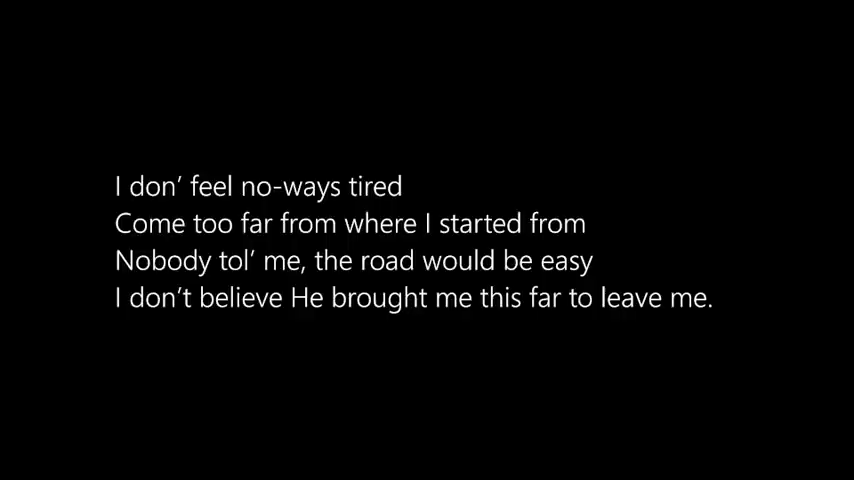 I don’ feel no-ways tired
Come too far from where I started from
Nobody tol’ me, the road would be easy
I don’t believe He brought me this far to leave me.